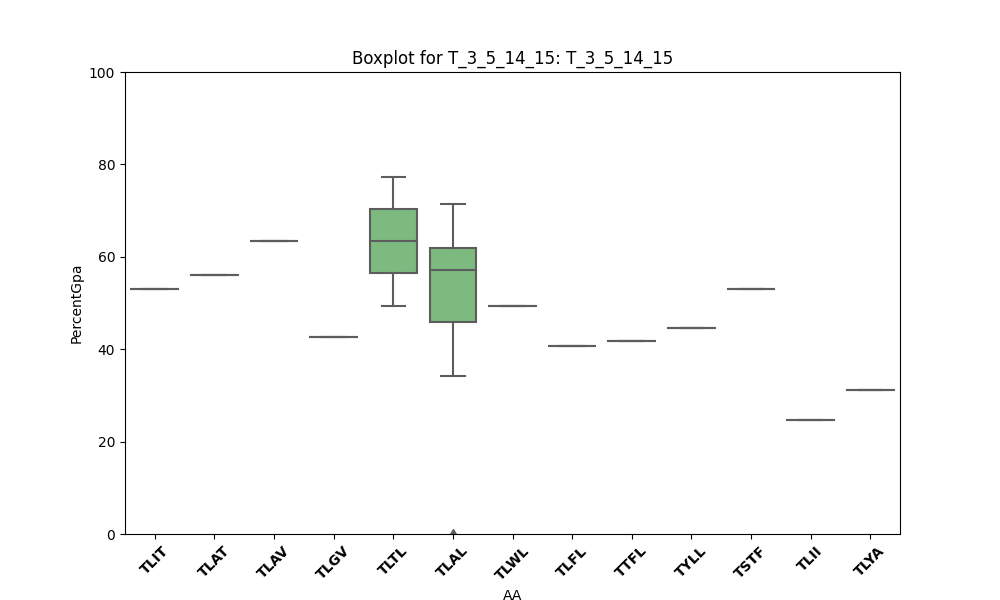 Boxplot for T_3_5_14_15: T_3_5_14_15
100
80
60
40
20
0
PercentGpa
TLIT TLAT TLAV TLGV TLTL TLAL TLWL TLFL TTFL TYLL TSTF TLII TLYA
AA